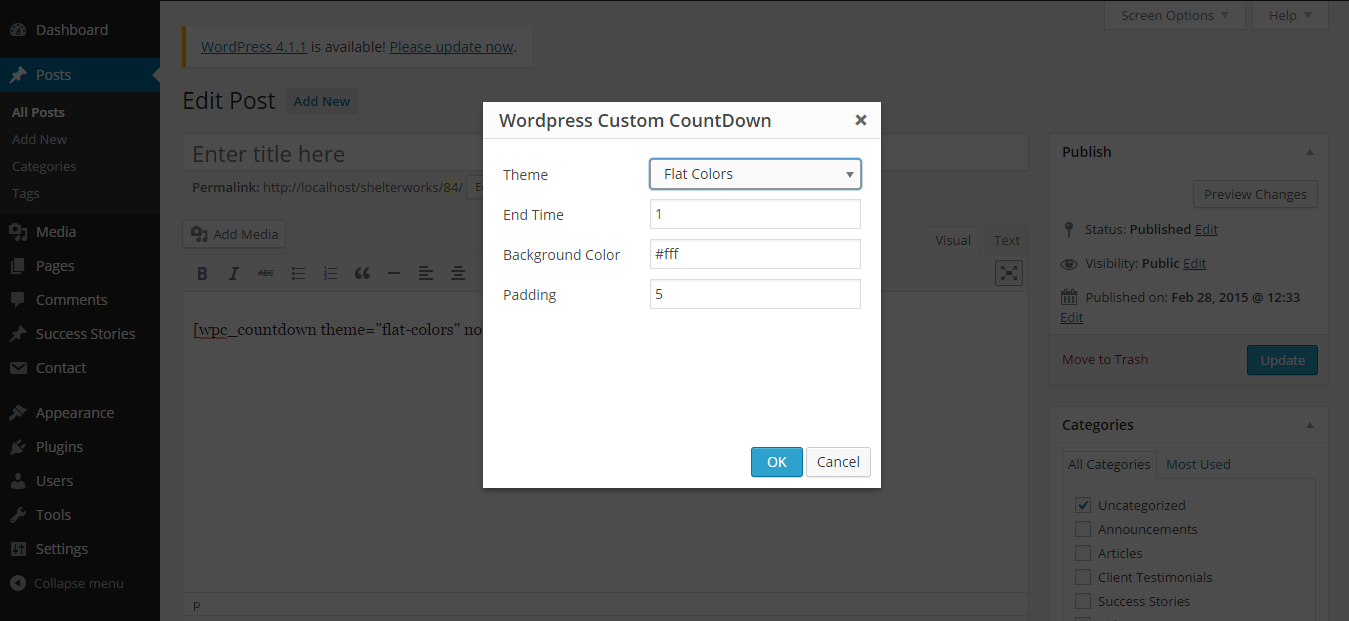 Dashboard
Posts
All Posts
Add New
Categories
Tags
Media
Pages
Comments
Success Stories
Contact
Appearance
Plugins
Users
Tools
Settings
Collapse menu
Screen Options
Help
WordPress 4.1.1 is available! Please update now.
Edit Post Add New
Enter title here
Permalink: http://localhost/shelterworks/84/
Add Media
Visual Text
B I ABC
[wpc_countdown theme="flat-colors"
P
Wordpress Custom CountDown
Theme Flat Colors
End Time 1
Background Color #fff
Padding 5
OK Cancel
Publish
Preview Changes
Status: Published Edit
Visibility: Public Edit
Published on: Feb 28, 2015 @ 12:33
Edit
Move to Trash Update
Categories
All Categories Most Used
Uncategorized
Announcements
Articles
Client Testimonials
Success Stories